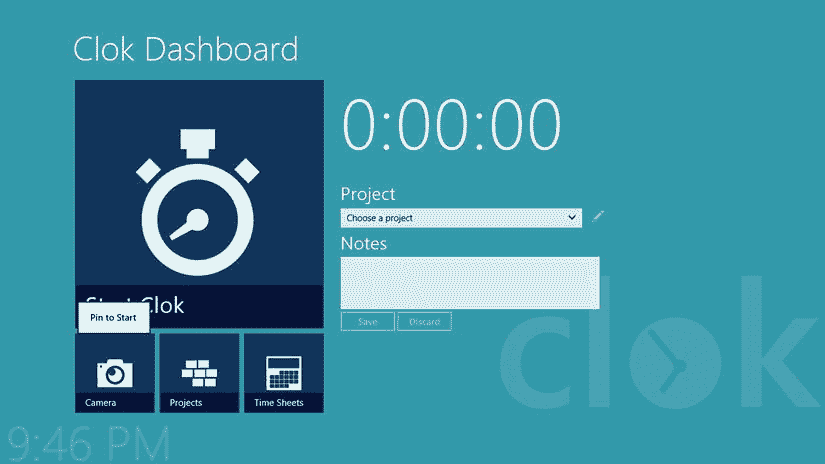 Clok Dashboard
0:00:00
Project
Choose a project
Notes
Save
Discard
Clok
Pin to Start
Camera
Projects
Time Sheets
clok
9:46 PM